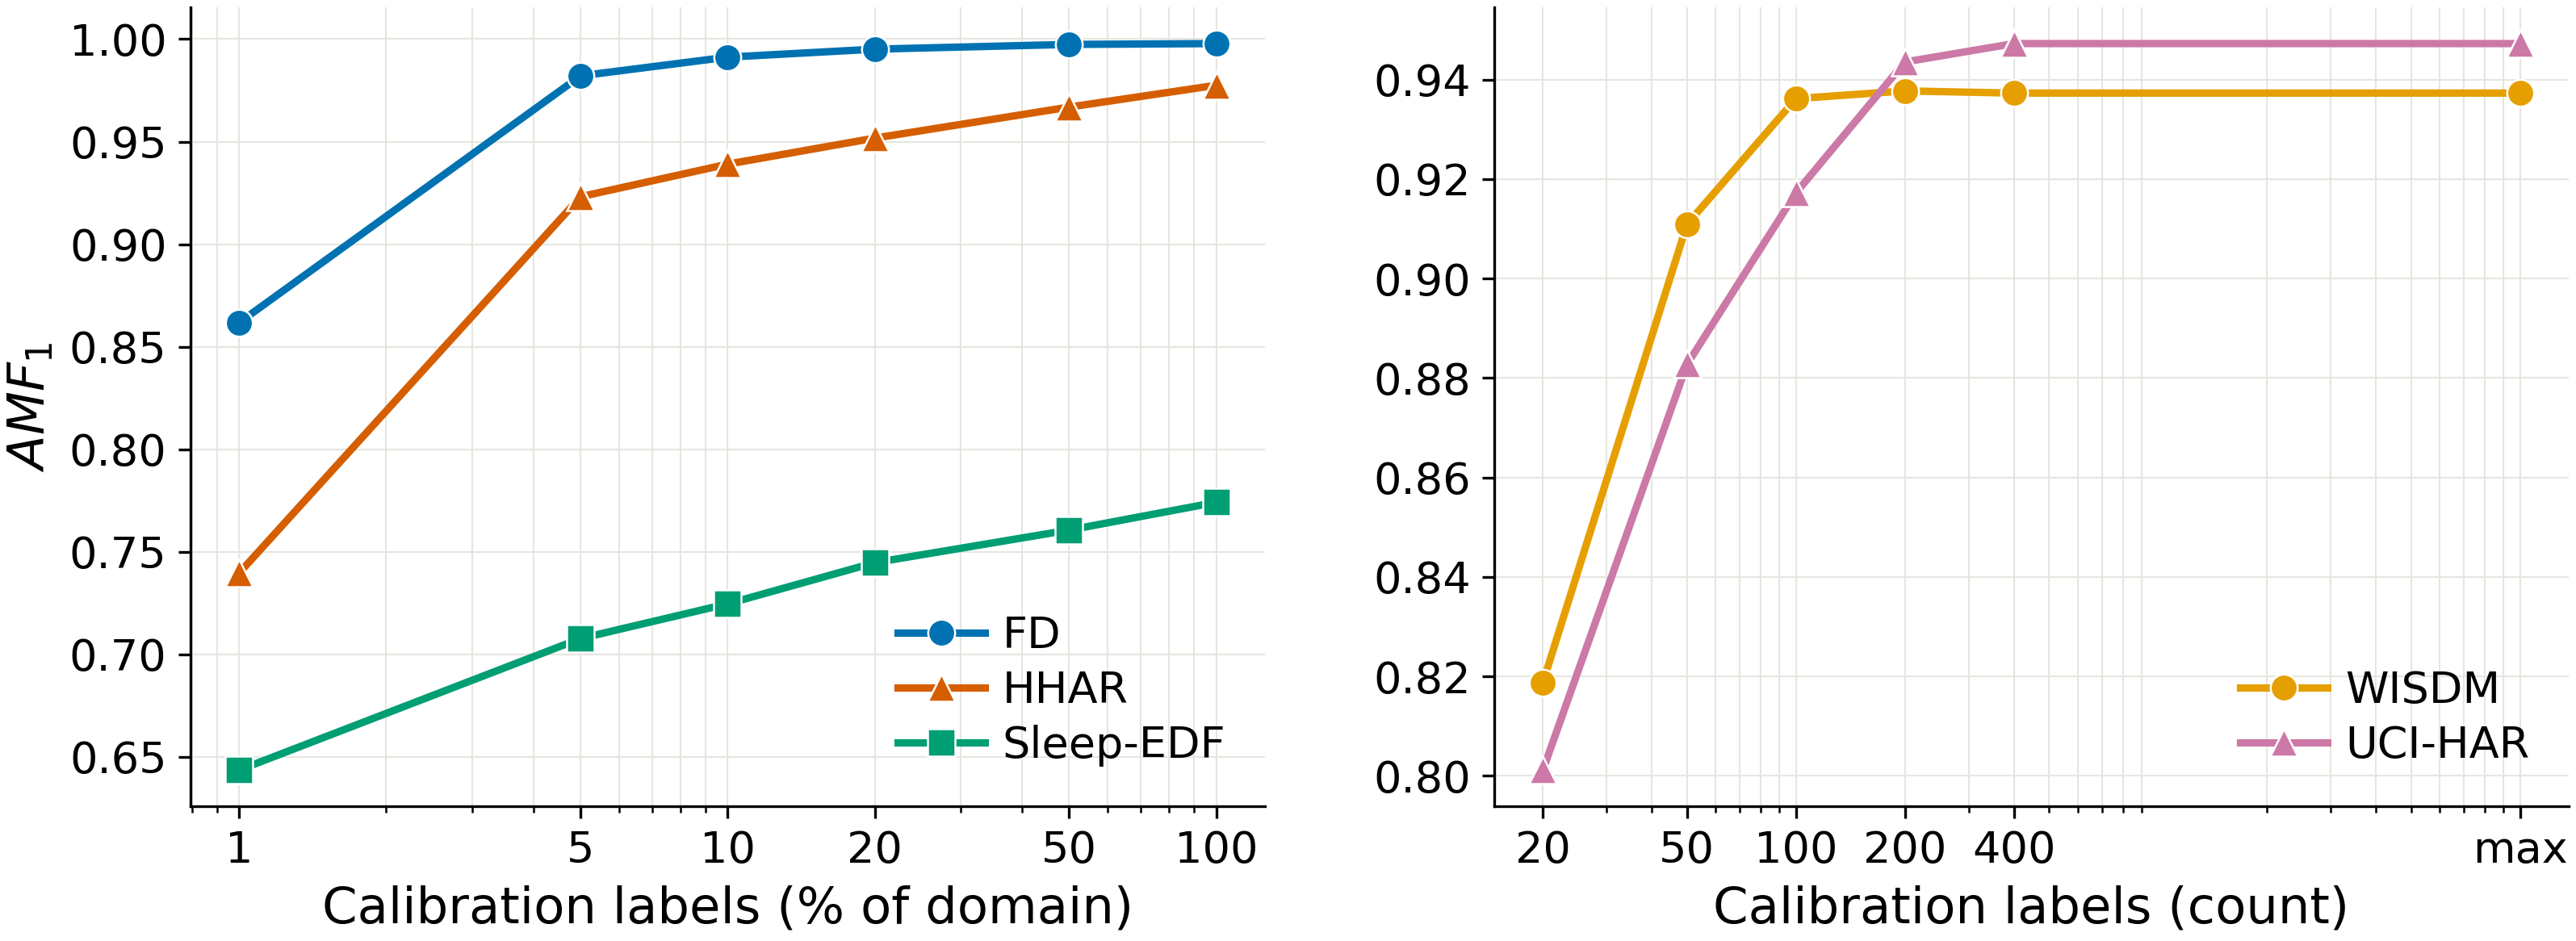 AMF1
1.00
0.95
0.90
0.85
0.80
0.75
0.70
0.65
FD
HHAR
Sleep-EDF
1 5 10 20 50 100
Calibration labels (% of domain)
0.94
0.92
0.90
0.88
0.86
0.84
0.82
0.80
WISDM
UCI-HAR
20 50 100 200 400 max
Calibration labels (count)